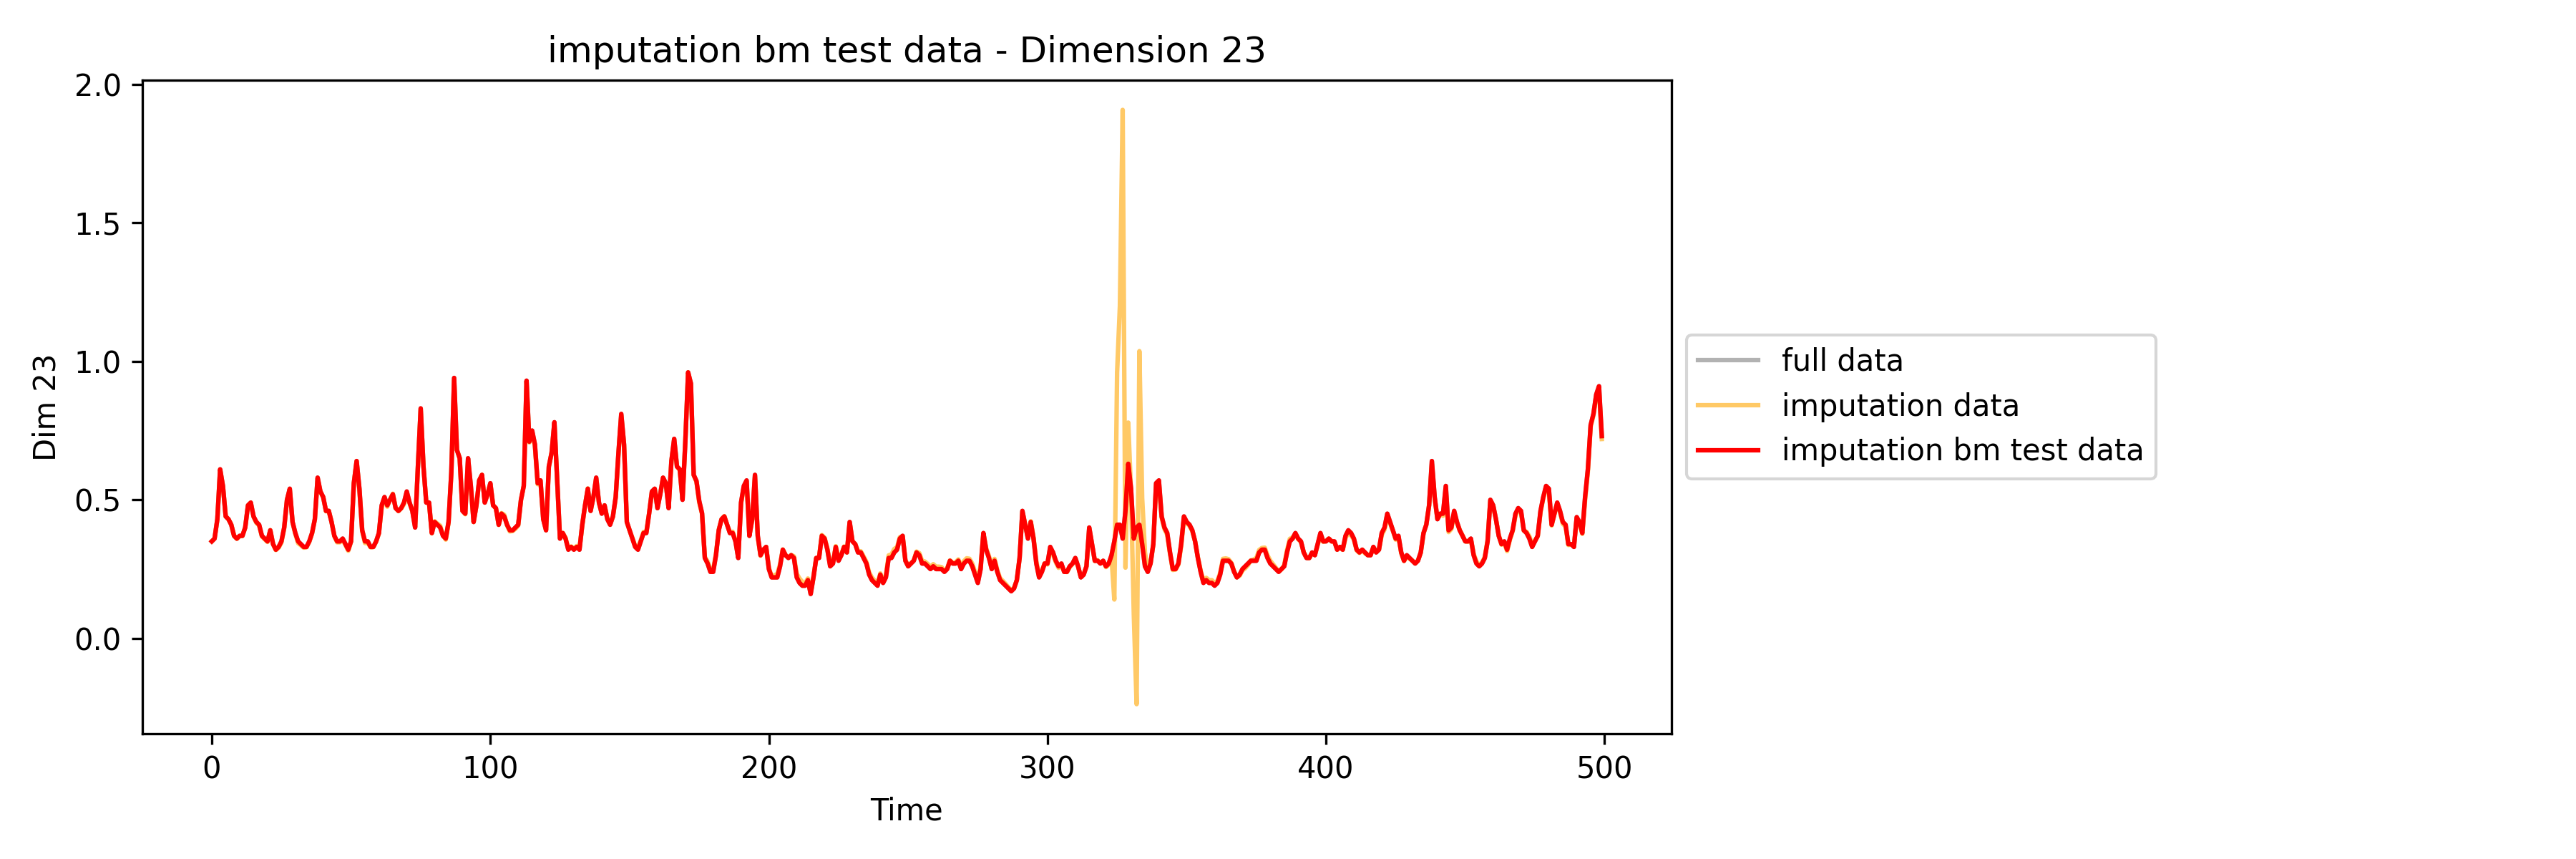 imputation bm test data - Dimension 23
2.0
1.5
1.0
0.5
0.0
Dim 23
0
100
200
300
400
500
Time
full data
imputation data
imputation bm test data